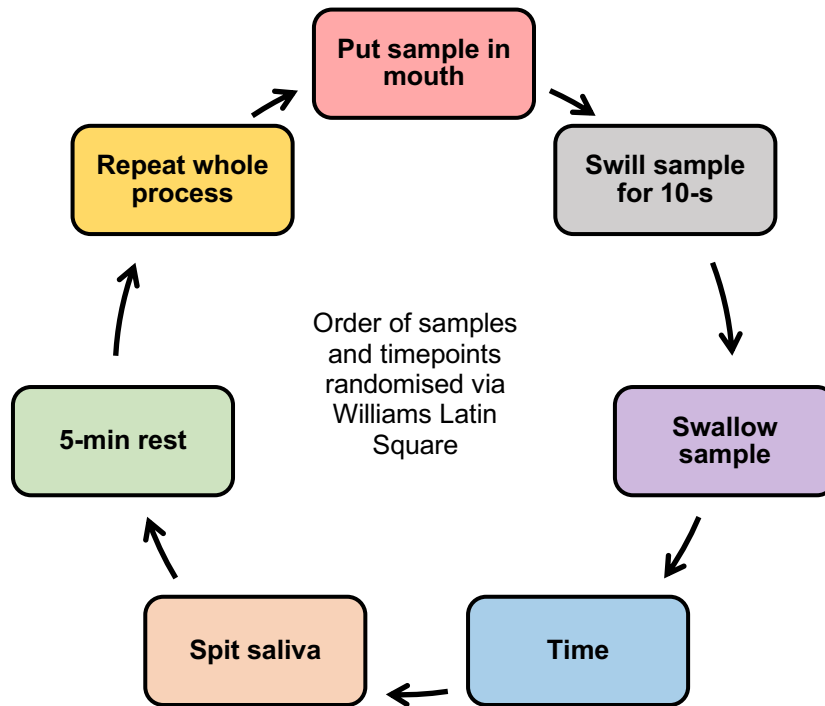 Put sample in
mouth
Swill sample
for 10-s
Swallow
sample
Time
Spit saliva
5-min rest
Repeat whole
process
Order of samples
and timepoints
randomised via
Williams Latin
Square